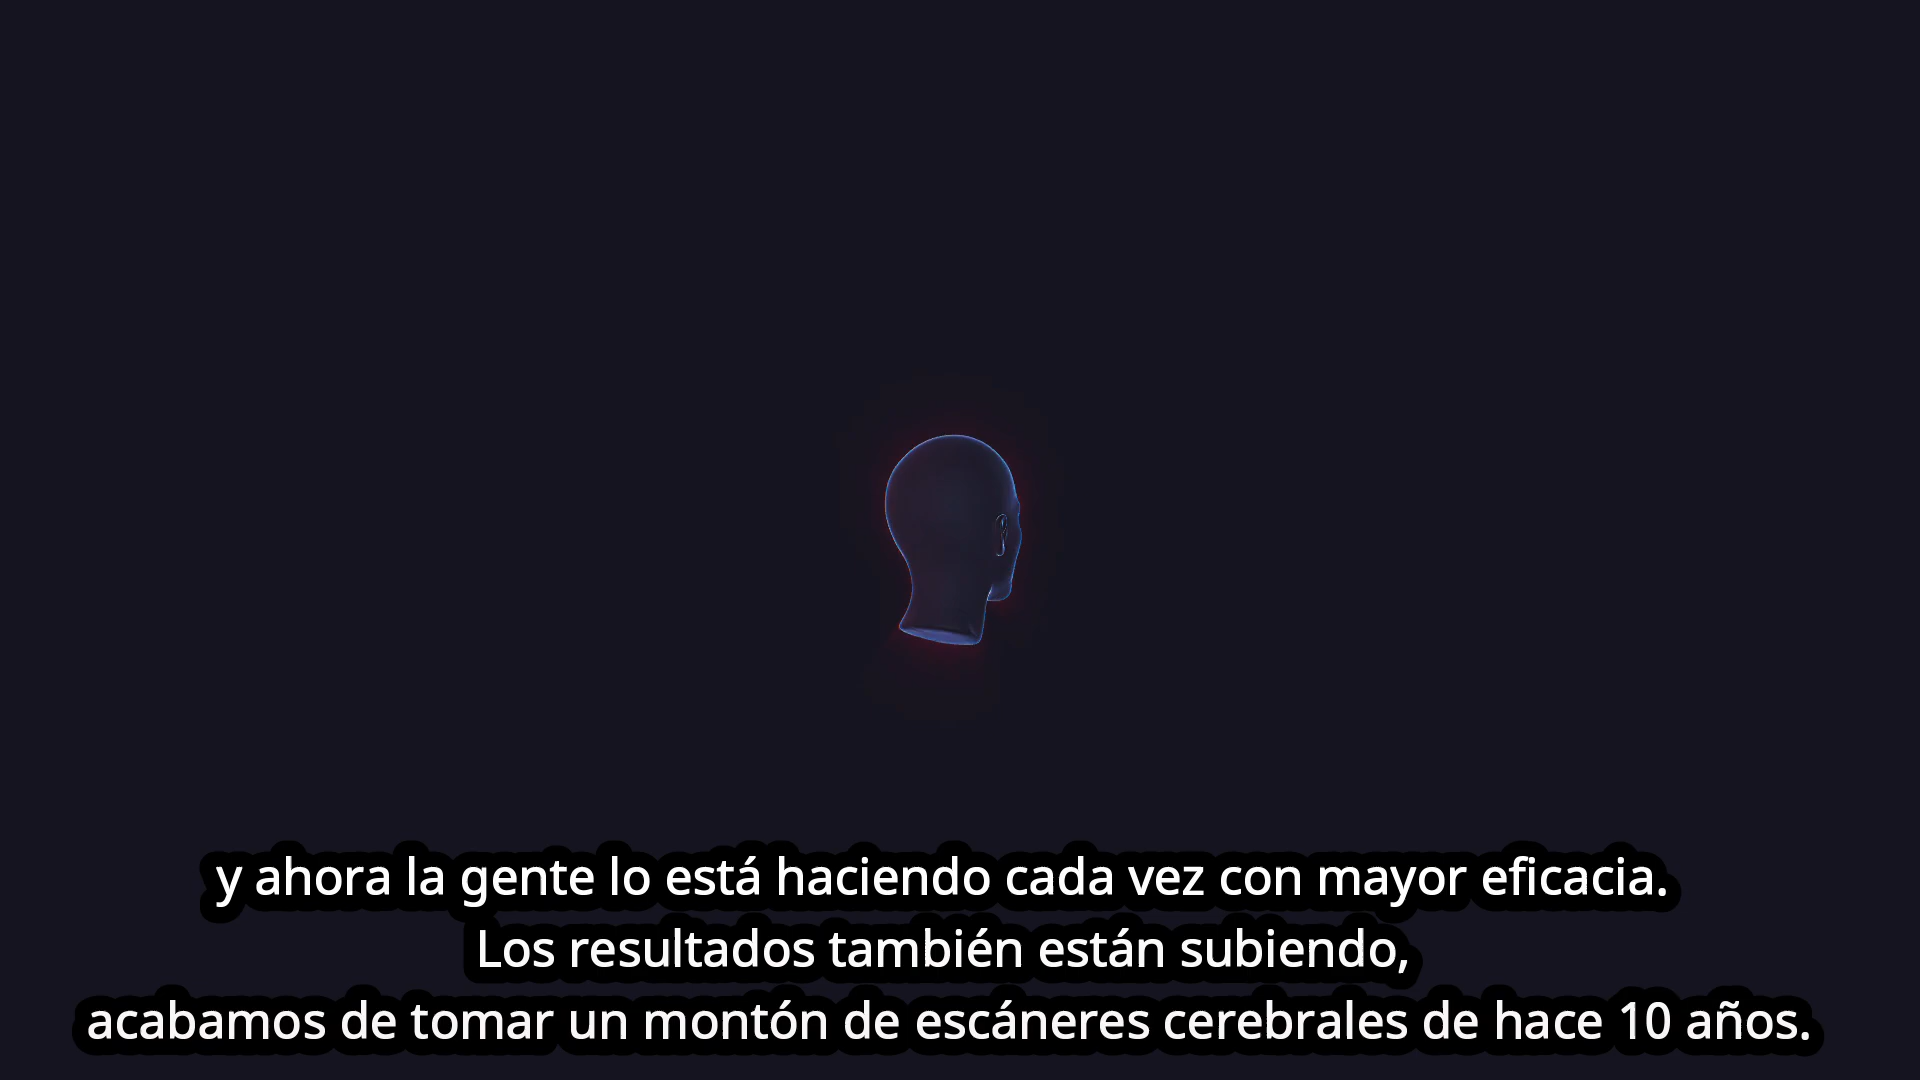 y ahora la gente lo está haciendo cada vez con mayor eficacia.
Los resultados también están subiendo,
acabamos de tomar un montón de escáneres cerebrales de hace 10 años.